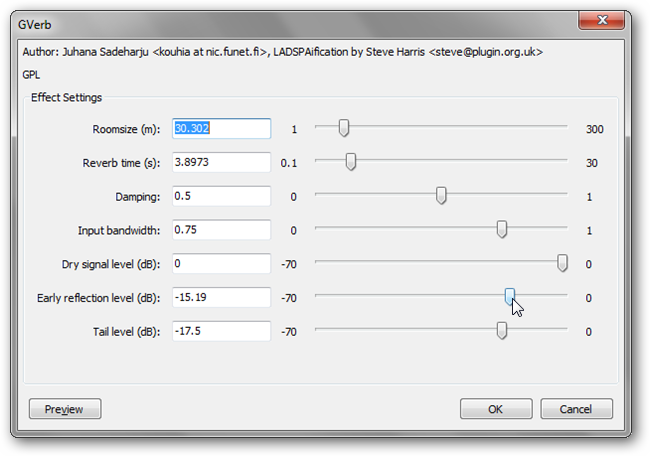 GVerb
Author: Juhana Sadeharju <kouhia at nic.funet.fi>, LADSPAification by Steve Harris <steve@plugin.org.uk>
GPL
Effect Settings
Roomsize (m): 30.302 1 300
Reverb time (s): 3.8973 0.1 30
Damping: 0.5 0 1
Input bandwidth: 0.75 0 1
Dry signal level (dB): 0 -70 0
Early reflection level (dB): -15.19 -70 0
Tail level (dB): -17.5 -70 0
Preview OK Cancel